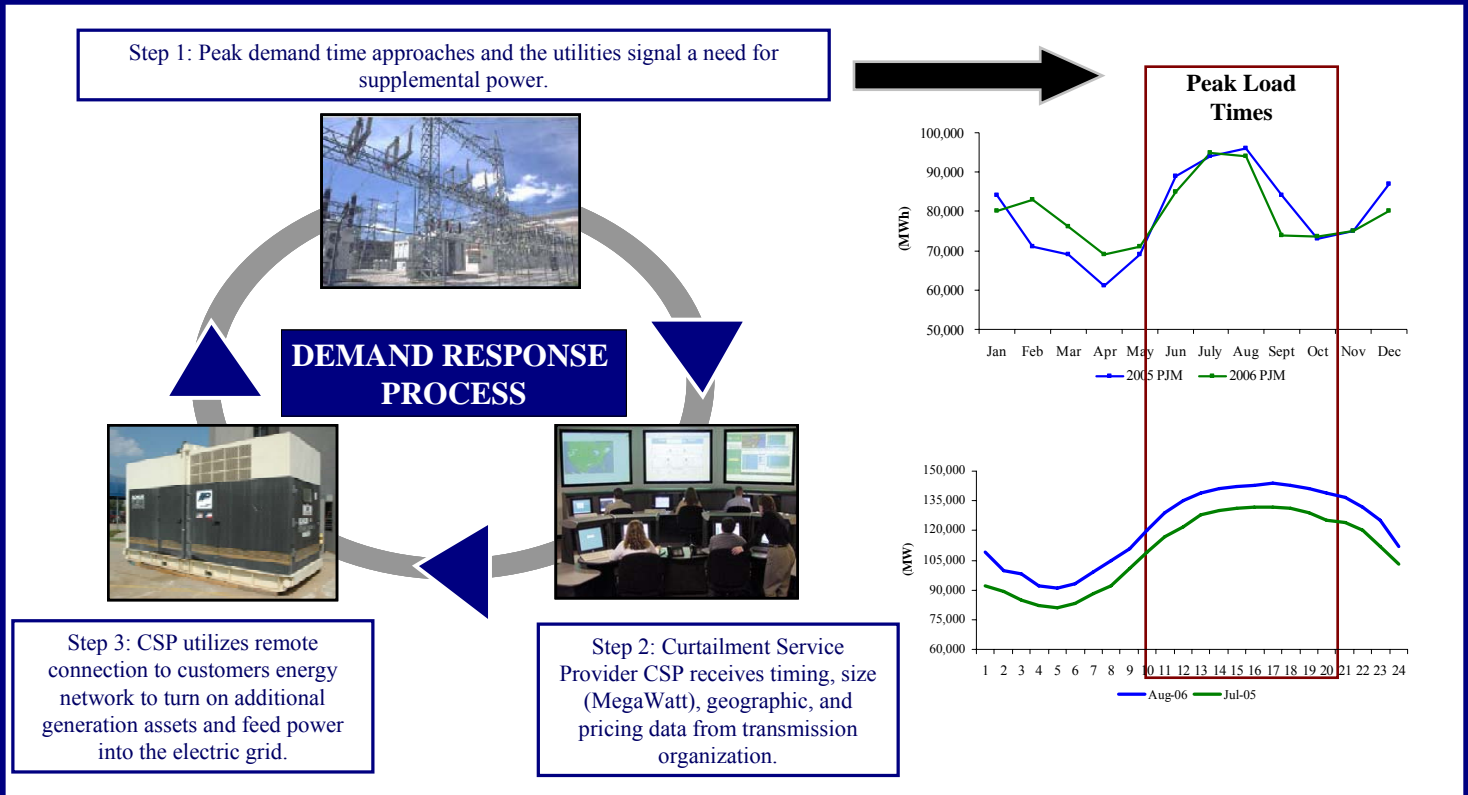 Step 1: Peak demand time approaches and the utilities signal a need for
supplemental power.
Peak Load
Times
100,000
90,000
80,000
70,000
60,000
50,000
(MWh)
Jan Feb Mar Apr May Jun July Aug Sept Oct Nov Dec
2005 PJM 2006 PJM
DEMAND RESPONSE
PROCESS
150,000
135,000
120,000
105,000
90,000
75,000
60,000
(MW)
1 2 3 4 5 6 7 8 9 10 11 12 13 14 15 16 17 18 19 20 21 22 23 24
Aug-06 Jul-05
Step 3: CSP utilizes remote
connection to customers energy
network to turn on additional
generation assets and feed power
into the electric grid.
Step 2: Curtailment Service
Provider CSP receives timing, size
(MegaWatt), geographic, and
pricing data from transmission
organization.